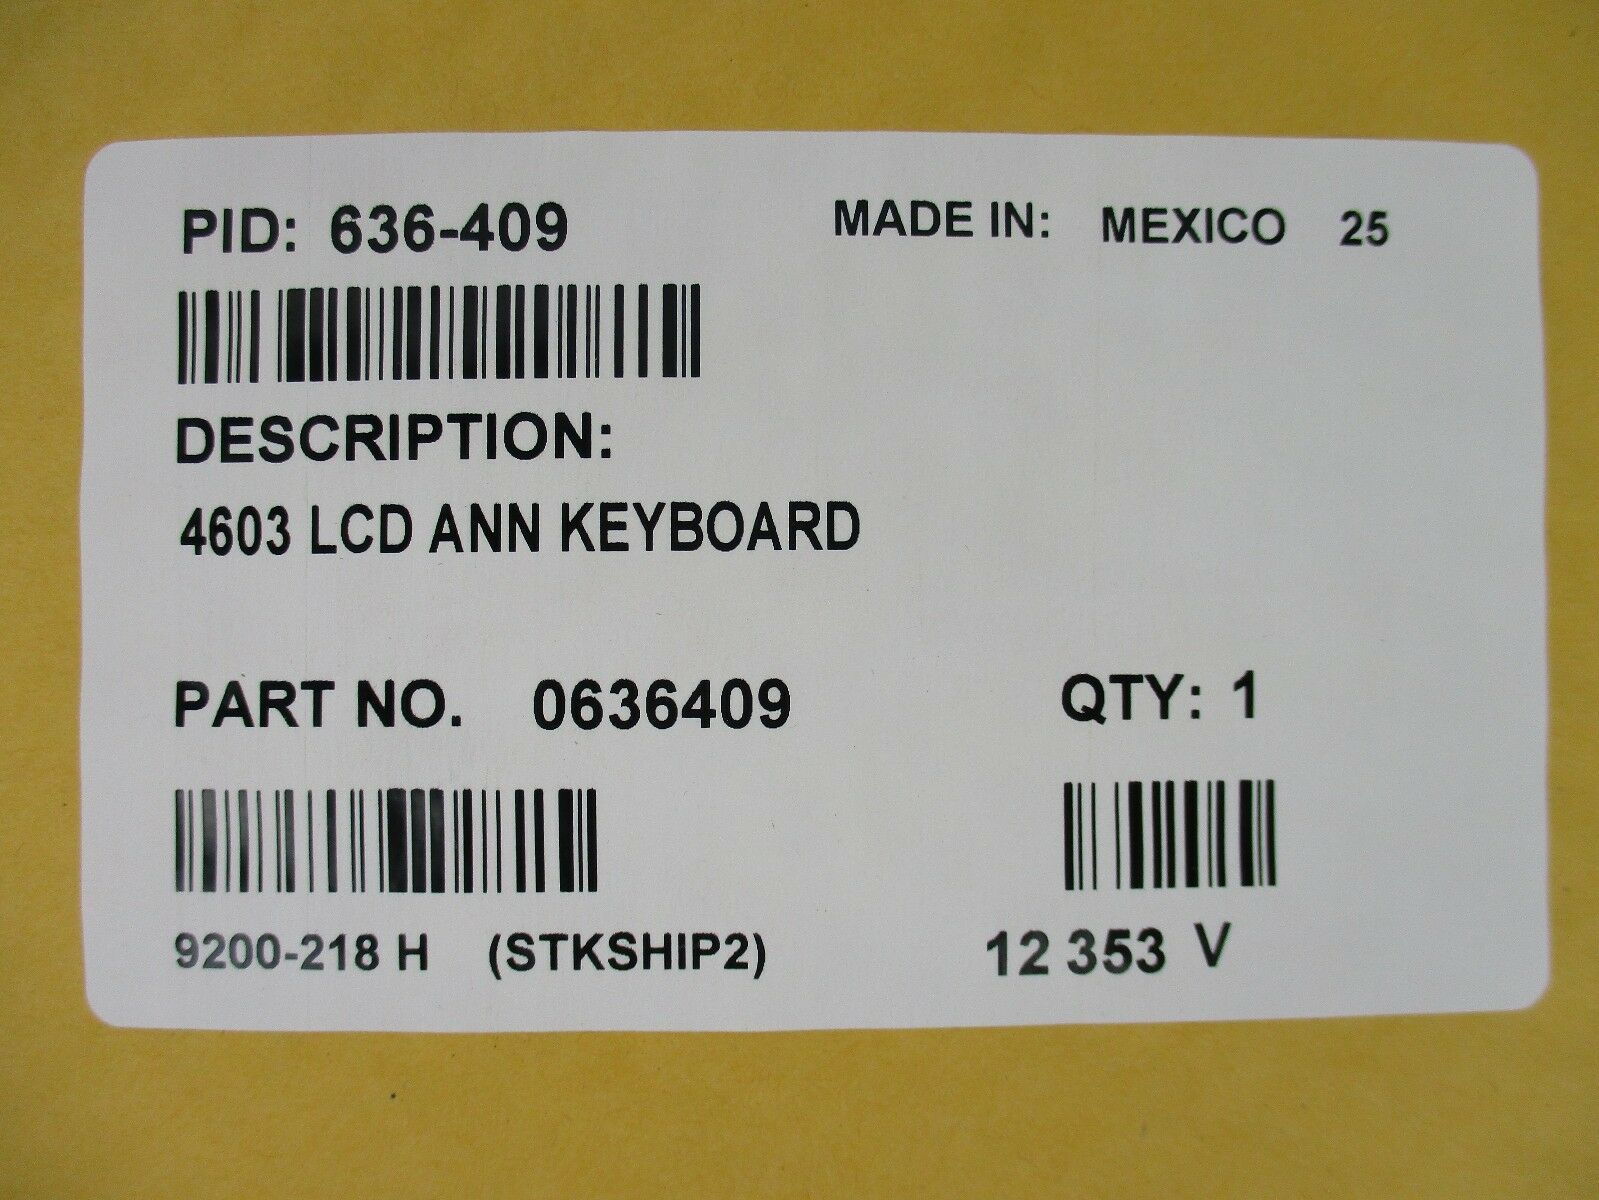 PID: 636-409 MADE IN: MEXICO 25
DESCRIPTION:
4603 LCD ANN KEYBOARD
PART NO. 0636409 QTY: 1
9200-218 H (STKSHIP2) 12 353 V